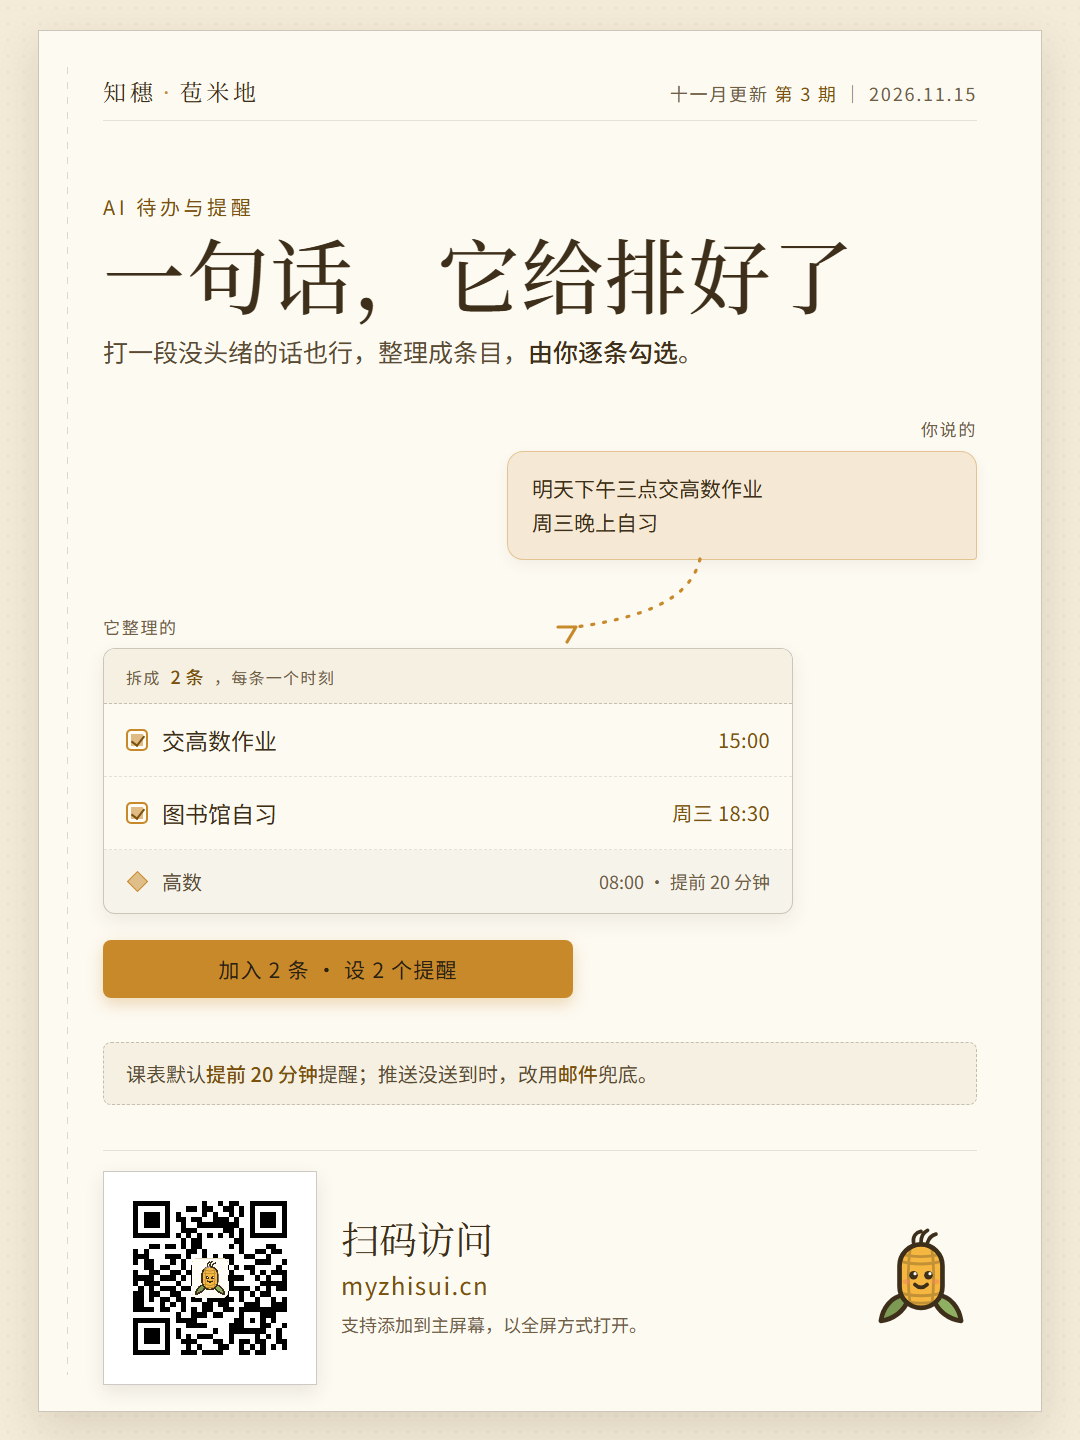 知穗 · 苞米地
十一月更新 第 3 期 | 2026.11.15
AI 待办与提醒
一句话，它给排好了
打一段没头绪的话也行，整理成条目，由你逐条勾选。
你说的
明天下午三点交高数作业
周三晚上自习
它整理的
拆成 2 条 ，每条一个时刻
交高数作业 15:00
图书馆自习 周三 18:30
高数 08:00 · 提前 20 分钟
加入 2 条 · 设 2 个提醒
课表默认提前 20 分钟提醒；推送没送到时，改用邮件兜底。
扫码访问
myzhisui.cn
支持添加到主屏幕，以全屏方式打开。